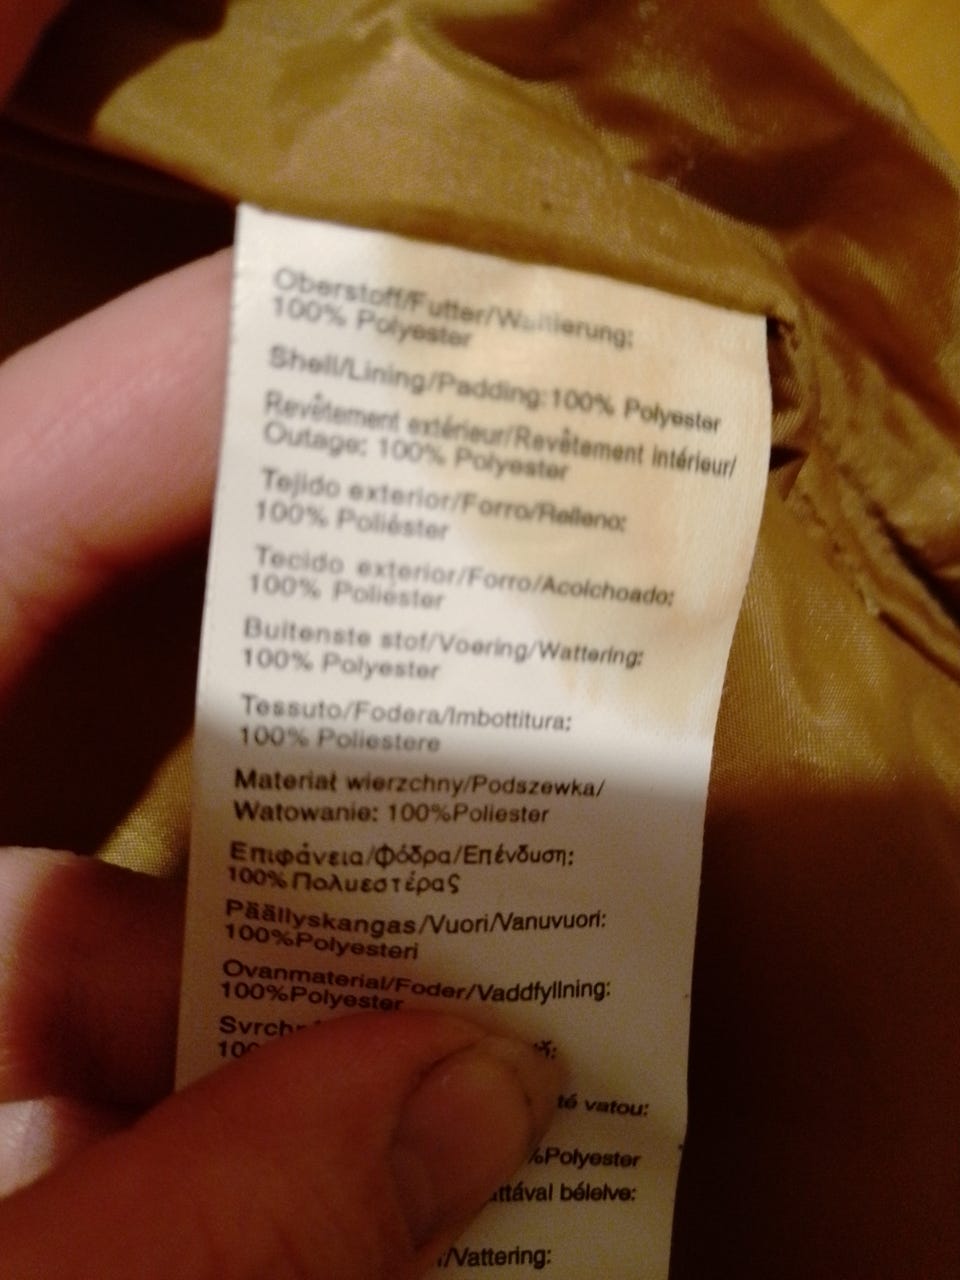 Oberstoff/Futter/Wattierung:
100% Polyester
Shell/Lining/Padding:100% Polyester
Revêtement extérieur/Revêtement intérieur/
Outage: 100% Polyester
Tejido exterior/Forro/Relleno:
100% Poliéster
Tecido exterior/Forro/Acolchoado:
100% Poliéster
Buitenste stof/Voering/Wattering:
100% Polyester
Tessuto/Fodera/Imbottitura:
100% Poliestere
Materiał wierzchny/Podszewka/
Watowanie: 100%Poliester
Επιφάνεια/Φόδρα/Επένδυση:
100%Πολυεστέρας
Päällyskangas/Vuori/Vanuvuori:
100%Polyesteri
Ovanmaterial/Foder/Vaddfyllning:
100%Polyester
vatou:
%Polyester
bélelve:
/Vattering: